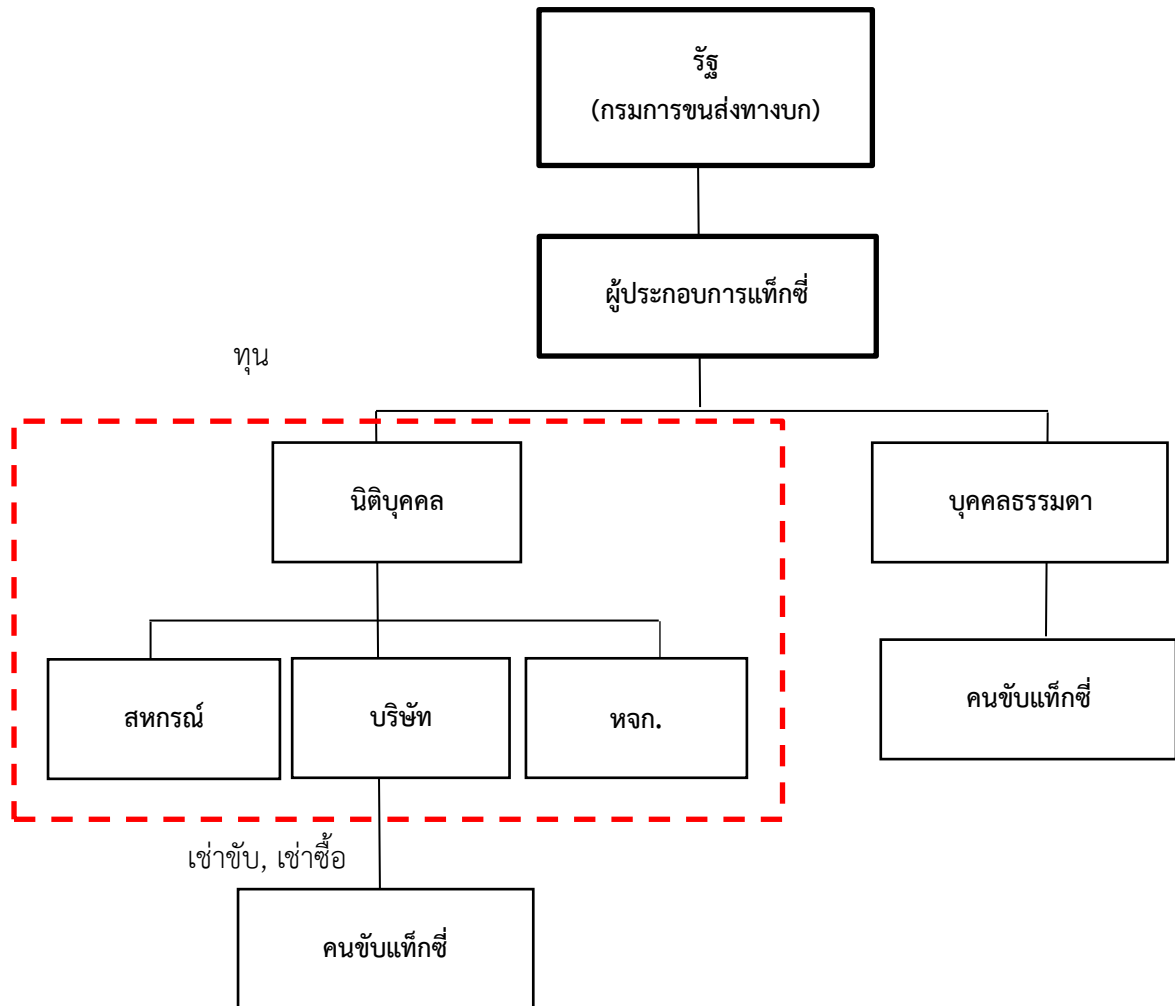 รัฐ
(กรมการขนส่งทางบก)
ผู้ประกอบการแท็กซี่
ทุน
นิติบุคคล
บุคคลธรรมดา
สหกรณ์
บริษัท
หจก.
คนขับแท็กซี่
เช่าขับ, เช่าซื้อ
คนขับแท็กซี่